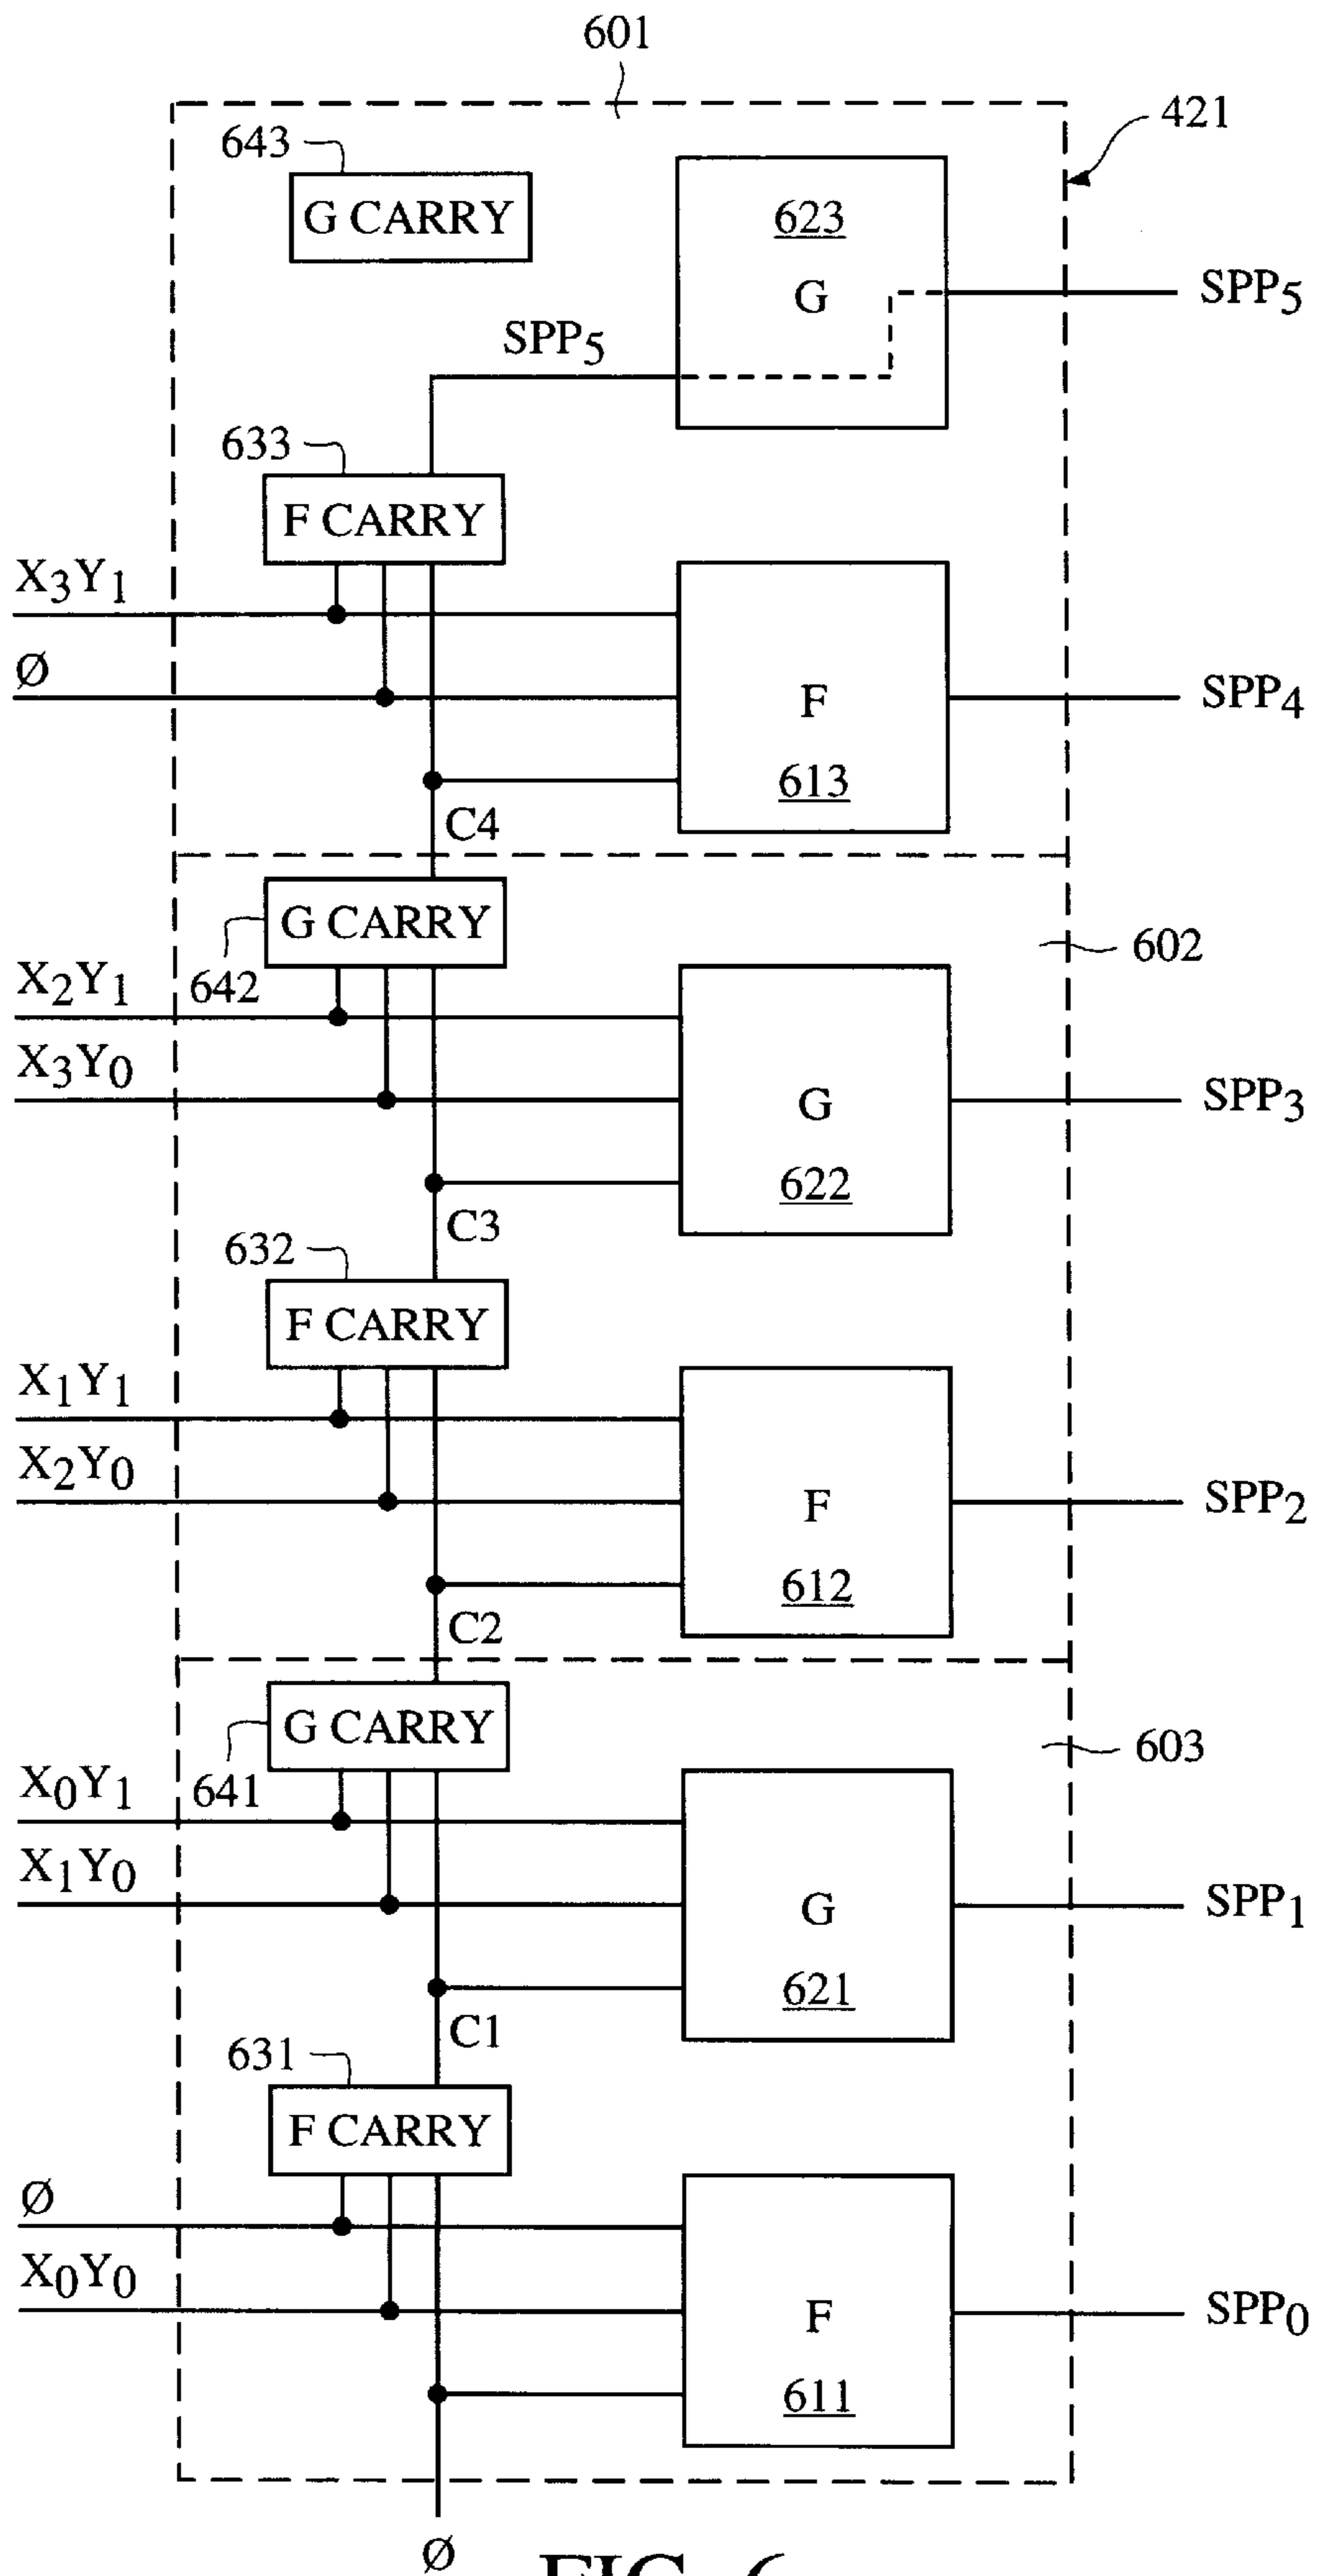 601
421
643
G CARRY
623
G
SPP5
SPP5
633
F CARRY
X3Y1
Ø
F
613
SPP4
C4
G CARRY
642
602
X2Y1
X3Y0
G
622
SPP3
C3
632
F CARRY
X1Y1
X2Y0
F
612
SPP2
C2
G CARRY
641
603
X0Y1
X1Y0
G
621
SPP1
C1
631
F CARRY
Ø
X0Y0
F
611
SPP0
Ø
FIG. 6